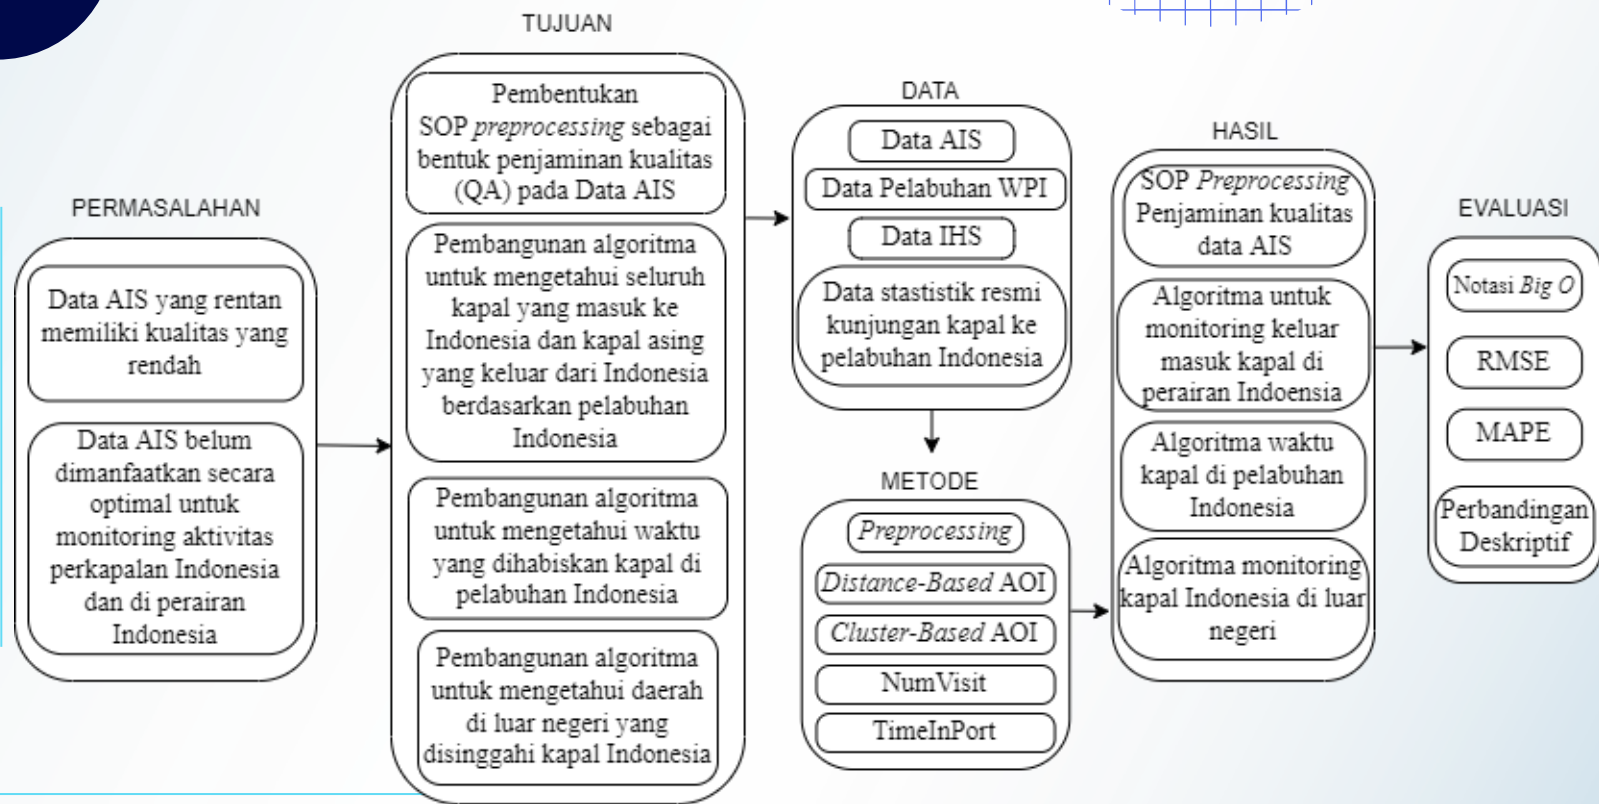 PERMASALAHAN
Data AIS yang rentan
memiliki kualitas yang
rendah
Data AIS belum
dimanfaatkan secara
optimal untuk
monitoring aktivitas
perkapalan Indonesia
dan di perairan
Indonesia
TUJUAN
Pembentukan
SOP preprocessing sebagai
bentuk penjaminan kualitas
(QA) pada Data AIS
Pembangunan algoritma
untuk mengetahui seluruh
kapal yang masuk ke
Indonesia dan kapal asing
yang keluar dari Indonesia
berdasarkan pelabuhan
Indonesia
Pembangunan algoritma
untuk mengetahui waktu
yang dihabiskan kapal di
pelabuhan Indonesia
Pembangunan algoritma
untuk mengetahui daerah
di luar negeri yang
disinggahi kapal Indonesia
DATA
Data AIS
Data Pelabuhan WPI
Data IHS
Data stastistik resmi
kunjungan kapal ke
pelabuhan Indonesia
METODE
Preprocessing
Distance-Based AOI
Cluster-Based AOI
NumVisit
TimeInPort
HASIL
SOP Preprocessing
Penjaminan kualitas
data AIS
Algoritma untuk
monitoring keluar
masuk kapal di
perairan Indoensia
Algoritma waktu
kapal di pelabuhan
Indonesia
Algoritma monitoring
kapal Indonesia di luar
negeri
EVALUASI
Notasi Big O
RMSE
MAPE
Perbandingan
Deskriptif